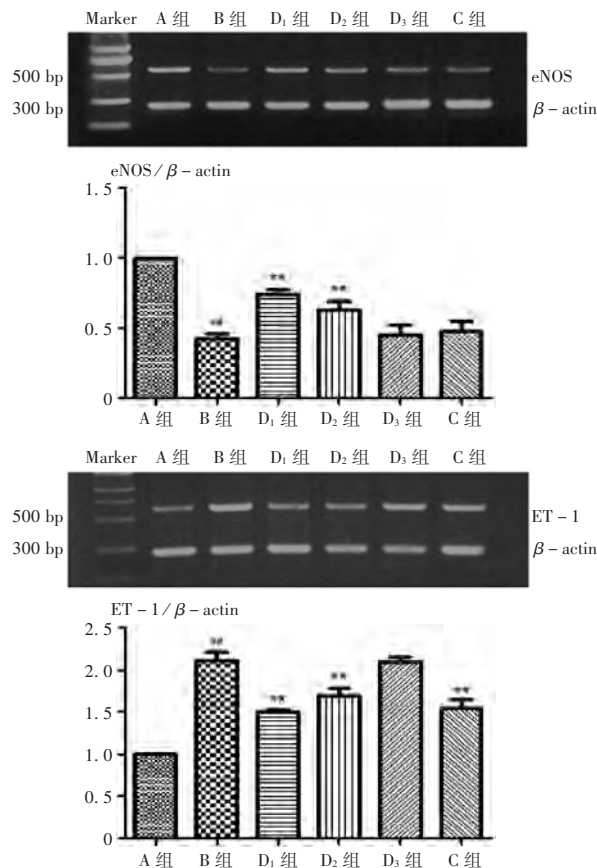 Marker A 组 B 组 D₁ 组 D₂ 组 D₃ 组 C 组
500 bp
eNOS
300 bp
β-actin
eNOS/β-actin
1.5
1.0
**
**
0.5
0
A 组 B 组 D₁ 组 D₂ 组 D₃ 组 C 组
Marker A 组 B 组 D₁ 组 D₂ 组 D₃ 组 C 组
500 bp
ET-1
300 bp
β-actin
ET-1/β-actin
2.5
2.0
**
**
**
1.5
1.0
0.5
0
A 组 B 组 D₁ 组 D₂ 组 D₃ 组 C 组